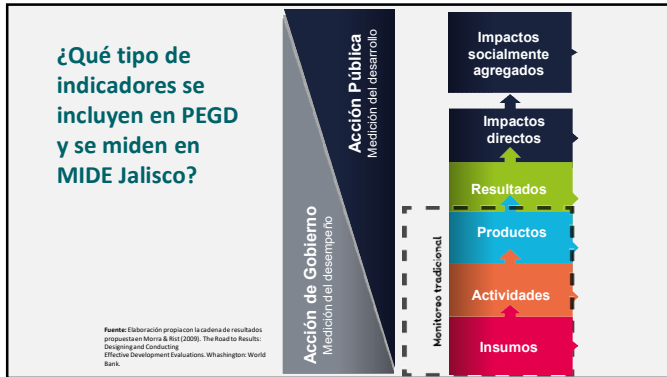 ¿Qué tipo de
indicadores se
incluyen en PEGD
y se miden en
MIDE Jalisco?
Fuente: Elaboración propia con la cadena de resultados
propuesta en Morra & Rist (2009). The Road to Results:
Designing and Conducting
Effective Development Evaluations. Whashington: World
Bank.
Acción de Gobierno
Medición del desempeño
Acción Pública
Medición del desarrollo
Impactos
socialmente
agregados
Impactos
directos
Resultados
Productos
Actividades
Insumos
Monitoreo tradicional